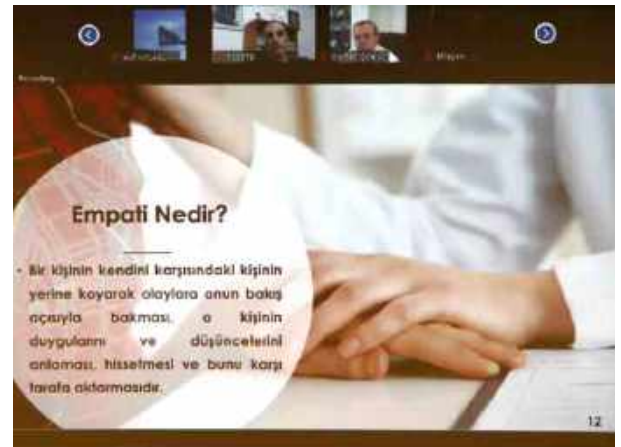 Recording
Empati Nedir?
• Bir kişinin kendini karşısındaki kişinin
yerine koyarak olaylara onun bakış
açısıyla bakması, o kişinin
duygularını ve düşüncelerini
anlaması, hissetmesi ve bunu karşı
tarafa aktarmasıdır.
12